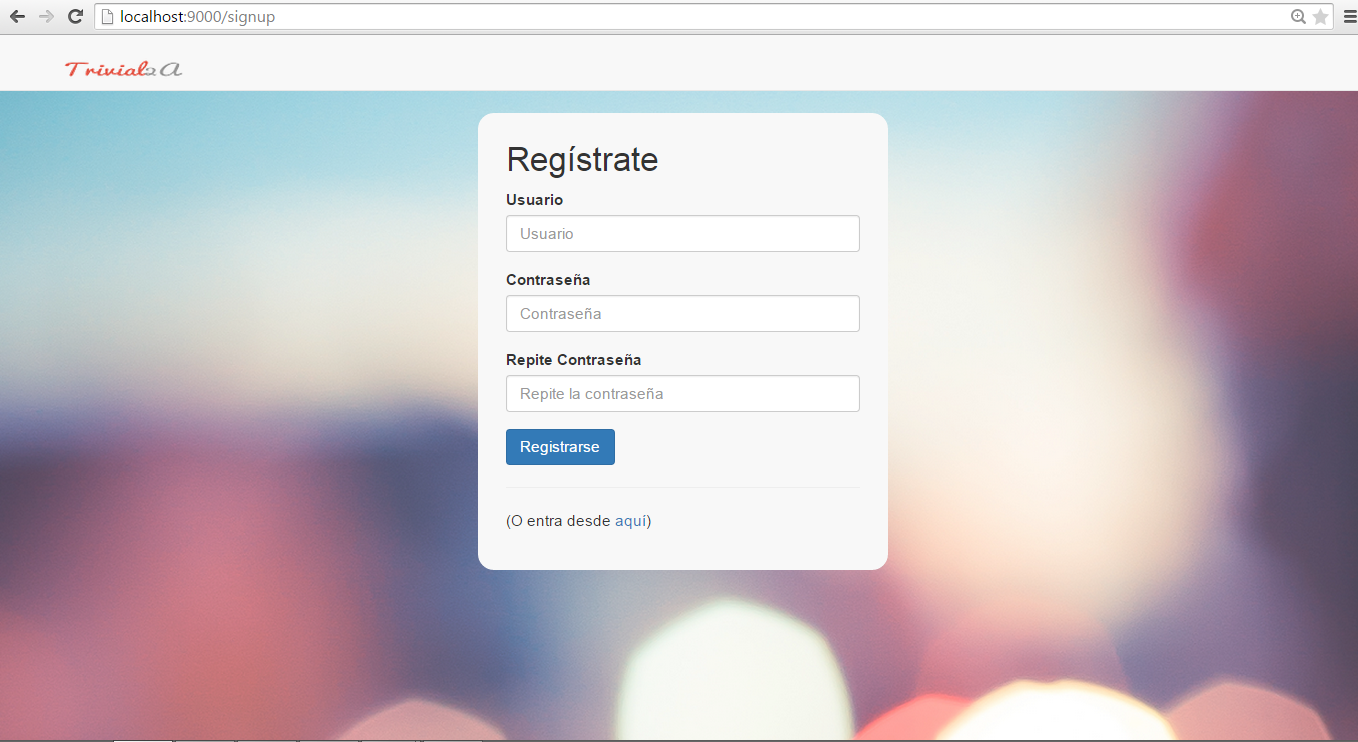 localhost:9000/signup
Trivial2A
Regístrate
Usuario
Usuario
Contraseña
Contraseña
Repite Contraseña
Repite la contraseña
Registrarse
(O entra desde aquí)